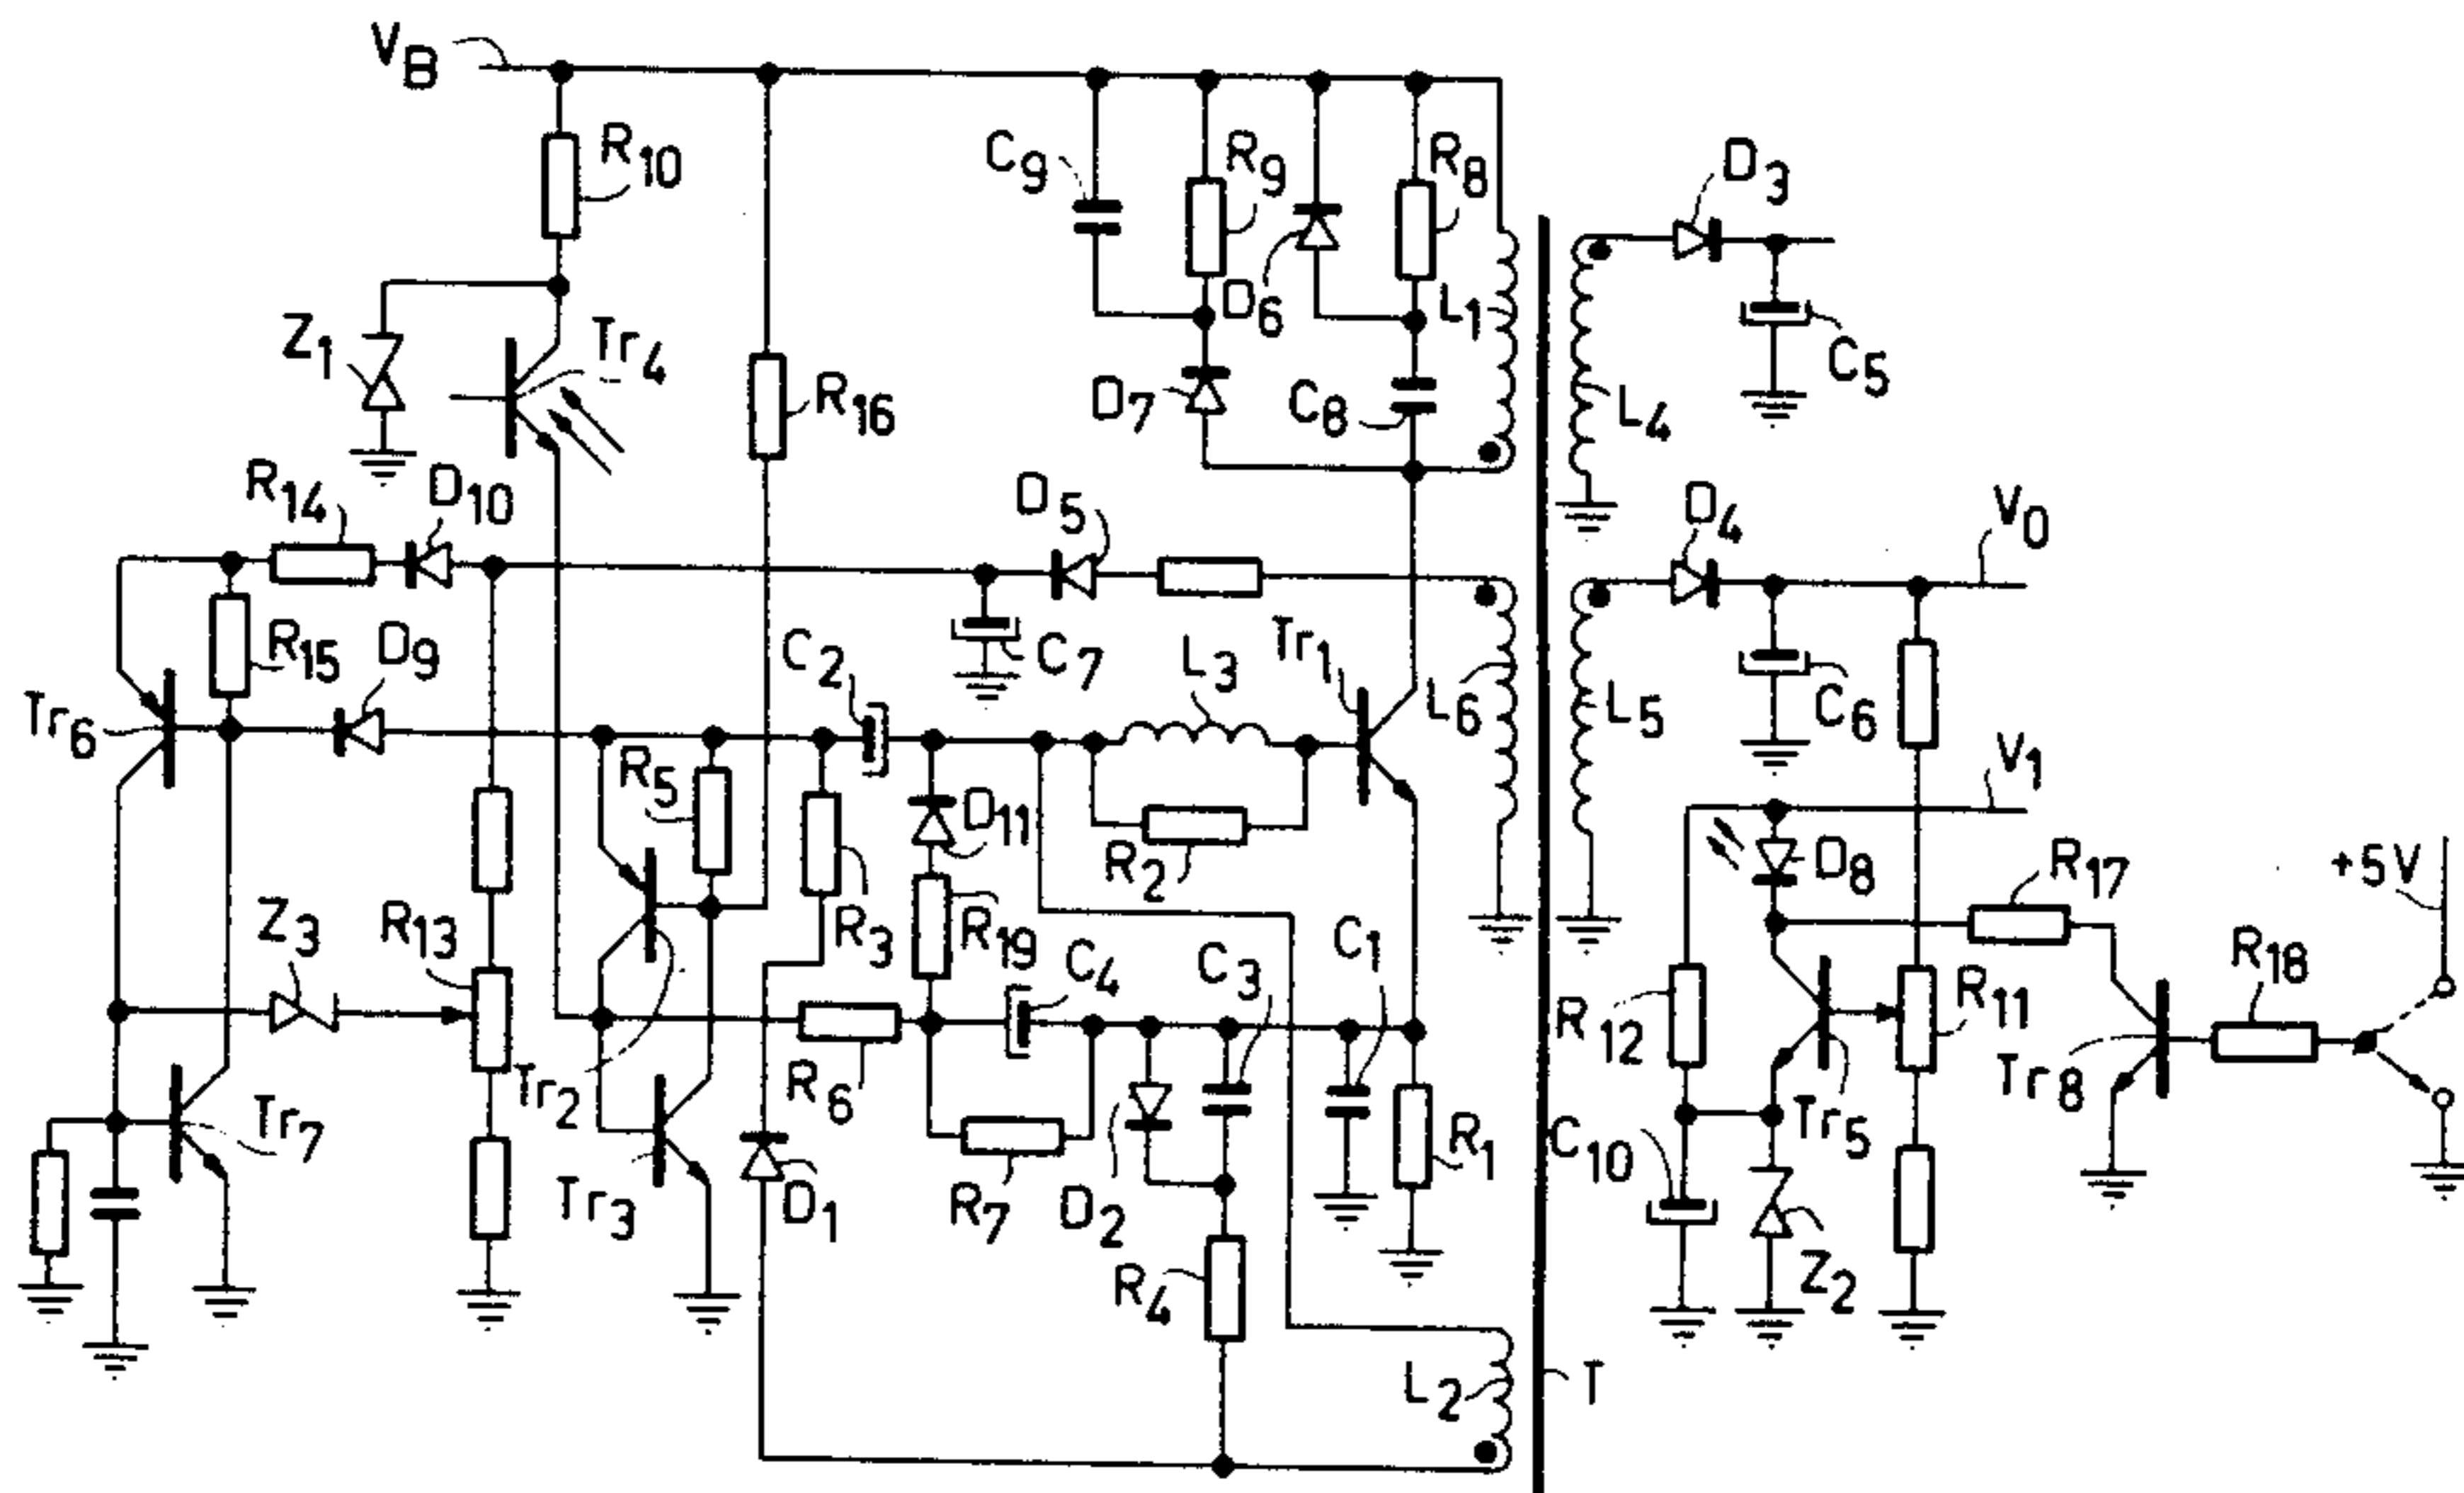 VB
R10
C9
R9
R8
D3
Z1
Tr4
R16
D7
D6
C8
L1
L4
C5
R14
D10
D5
D4
V0
R15
D9
C2
C7
L3
Tr1
L6
L5
C6
Tr6
R5
D11
R2
V1
D8
R17
+5V
Z3
R13
R3
R19
C4
C3
C1
R12
R11
R18
Tr2
R6
Tr7
Tr3
D1
R7
D2
R1
C10
Tr5
Tr8
R4
Z2
L2
T